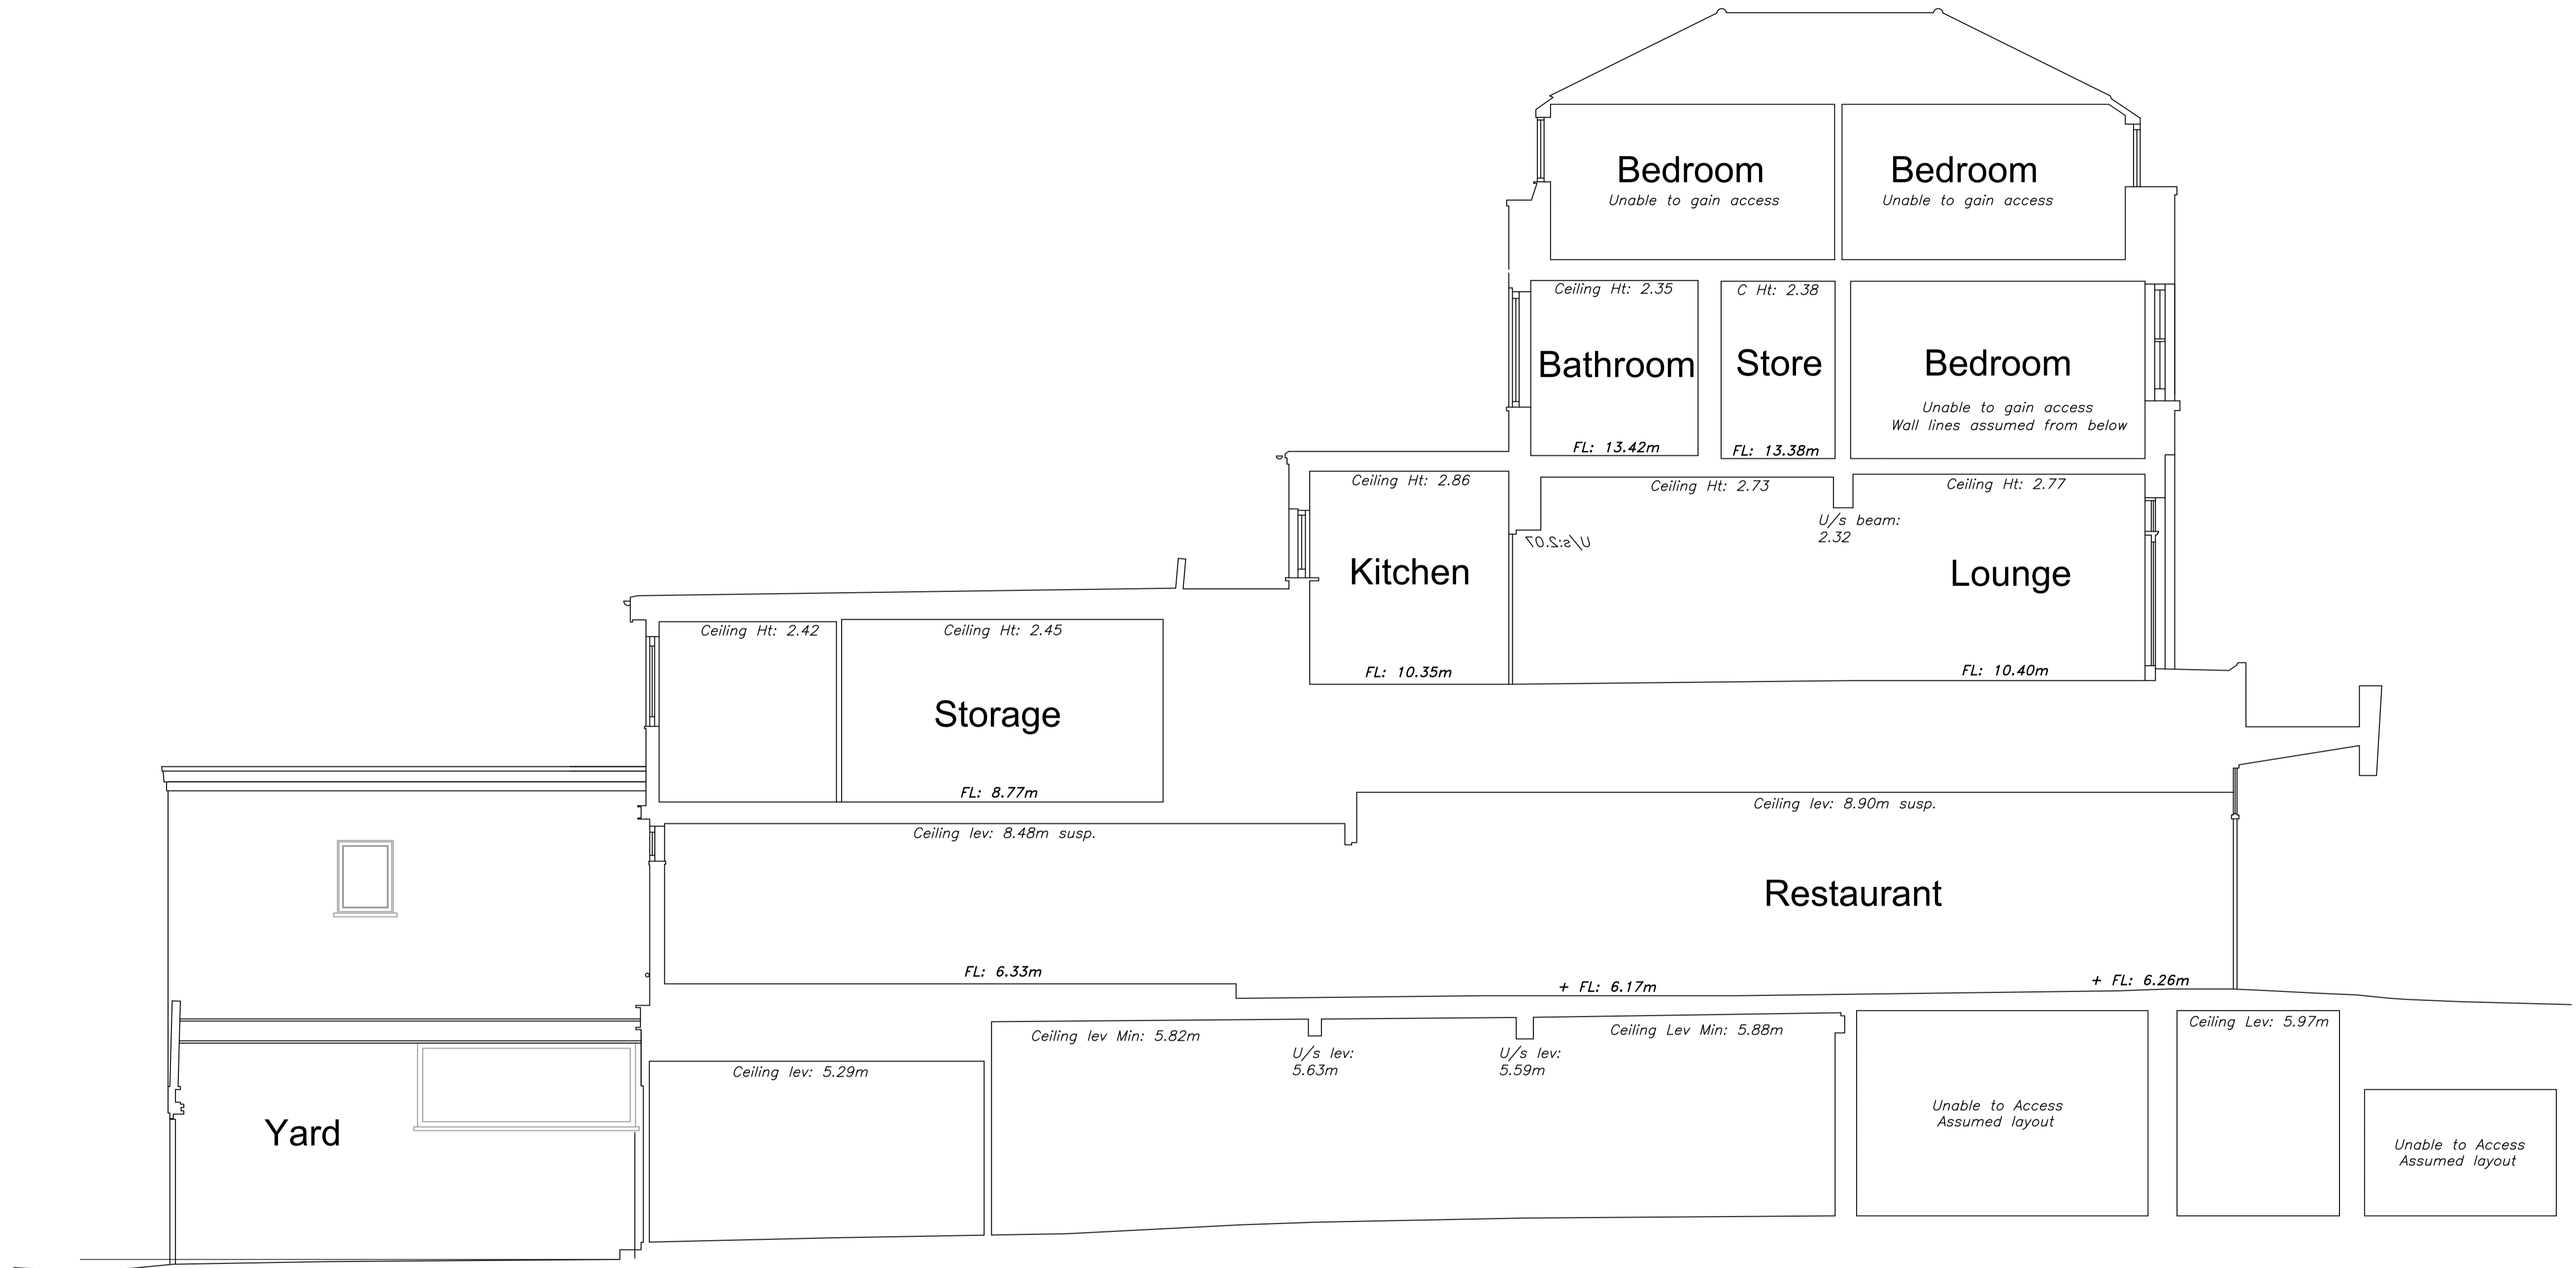 Bedroom
Unable to gain access
Bedroom
Unable to gain access
Ceiling Ht: 2.35
Bathroom
FL: 13.42m
C Ht: 2.38
Store
FL: 13.38m
Bedroom
Unable to gain access
Wall lines assumed from below
Ceiling Ht: 2.86
Kitchen
FL: 10.35m
Ceiling Ht: 2.73
U/s:2.07
U/s beam:
2.32
Ceiling Ht: 2.77
Lounge
FL: 10.40m
Ceiling Ht: 2.42
Ceiling Ht: 2.45
Storage
FL: 8.77m
Ceiling lev: 8.48m susp.
Ceiling lev: 8.90m susp.
Restaurant
FL: 6.33m
+ FL: 6.17m
+ FL: 6.26m
Yard
Ceiling lev: 5.29m
Ceiling lev Min: 5.82m
U/s lev:
5.63m
U/s lev:
5.59m
Ceiling Lev Min: 5.88m
Unable to Access
Assumed layout
Ceiling Lev: 5.97m
Unable to Access
Assumed layout